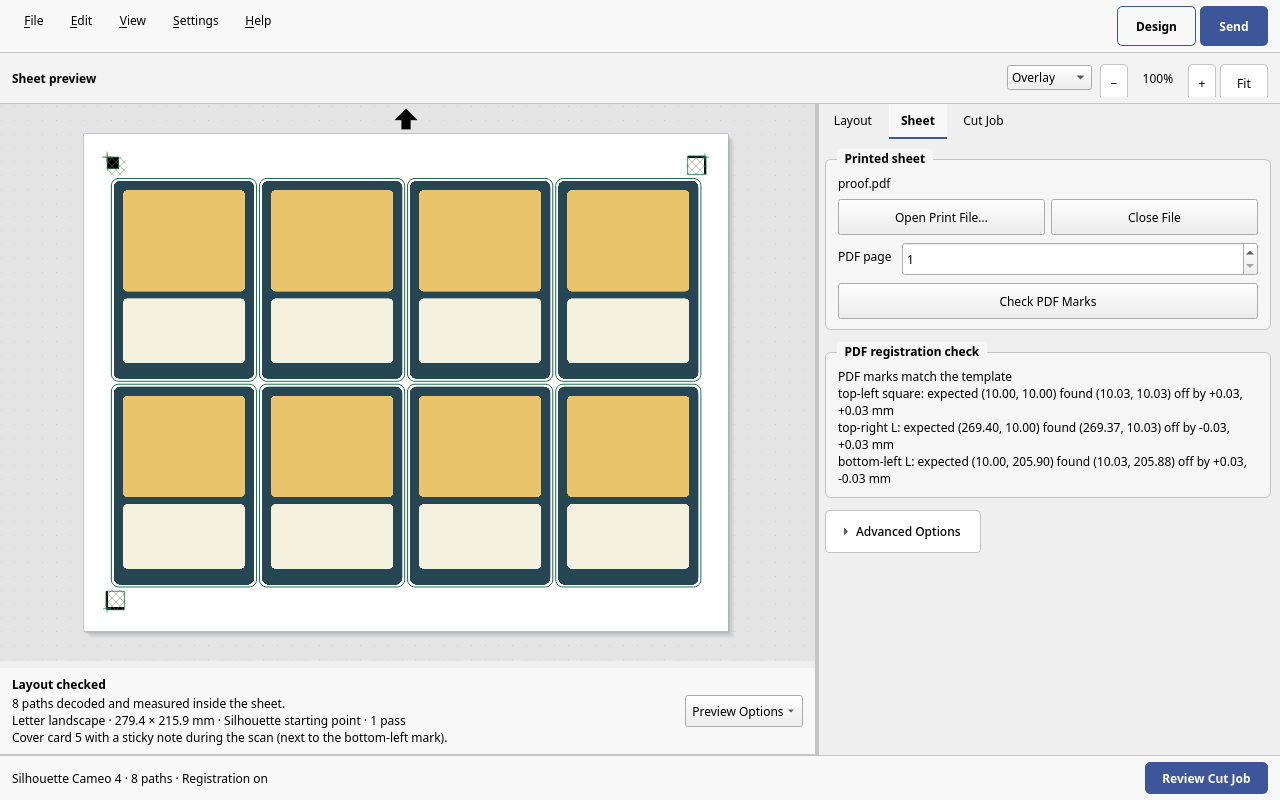 File Edit View Settings Help Design Send
Sheet preview Overlay − 100% + Fit
Layout Sheet Cut Job
Printed sheet
proof.pdf
Open Print File... Close File
PDF page 1
Check PDF Marks
PDF registration check
PDF marks match the template
top-left square: expected (10.00, 10.00) found (10.03, 10.03) off by +0.03,
+0.03 mm
top-right L: expected (269.40, 10.00) found (269.37, 10.03) off by -0.03,
+0.03 mm
bottom-left L: expected (10.00, 205.90) found (10.03, 205.88) off by +0.03,
-0.03 mm
Advanced Options
Layout checked
8 paths decoded and measured inside the sheet.
Letter landscape · 279.4 × 215.9 mm · Silhouette starting point · 1 pass
Cover card 5 with a sticky note during the scan (next to the bottom-left mark).
Preview Options
Silhouette Cameo 4 · 8 paths · Registration on
Review Cut Job